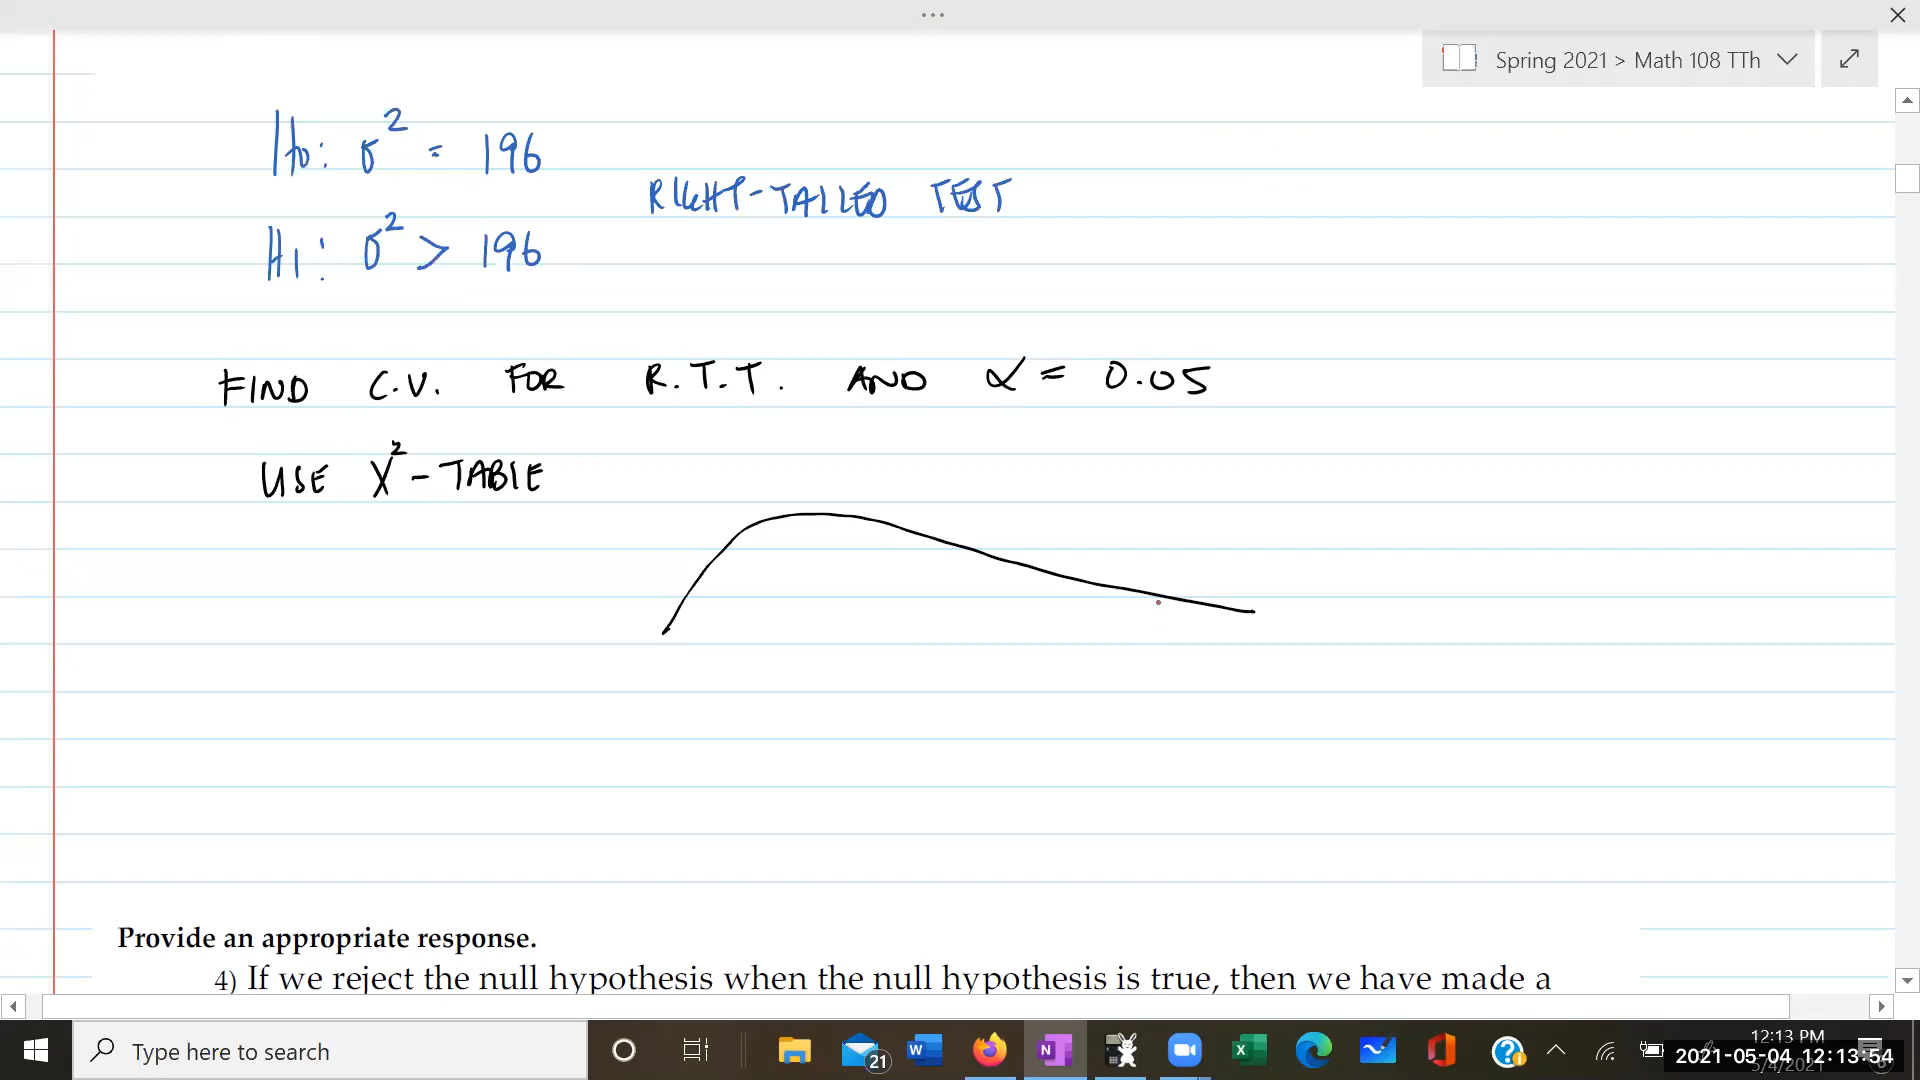 Spring 2021 > Math 108 TTh
H0: σ² = 196
RIGHT-TAILED TEST
H1: σ² > 196
FIND C.V. FOR R.T.T. AND α = 0.05
USE X²-TABLE
Provide an appropriate response.
4) If we reject the null hypothesis when the null hypothesis is true, then we have made a
Type here to search
21
12:13 PM
2021-05-04 12:13:54